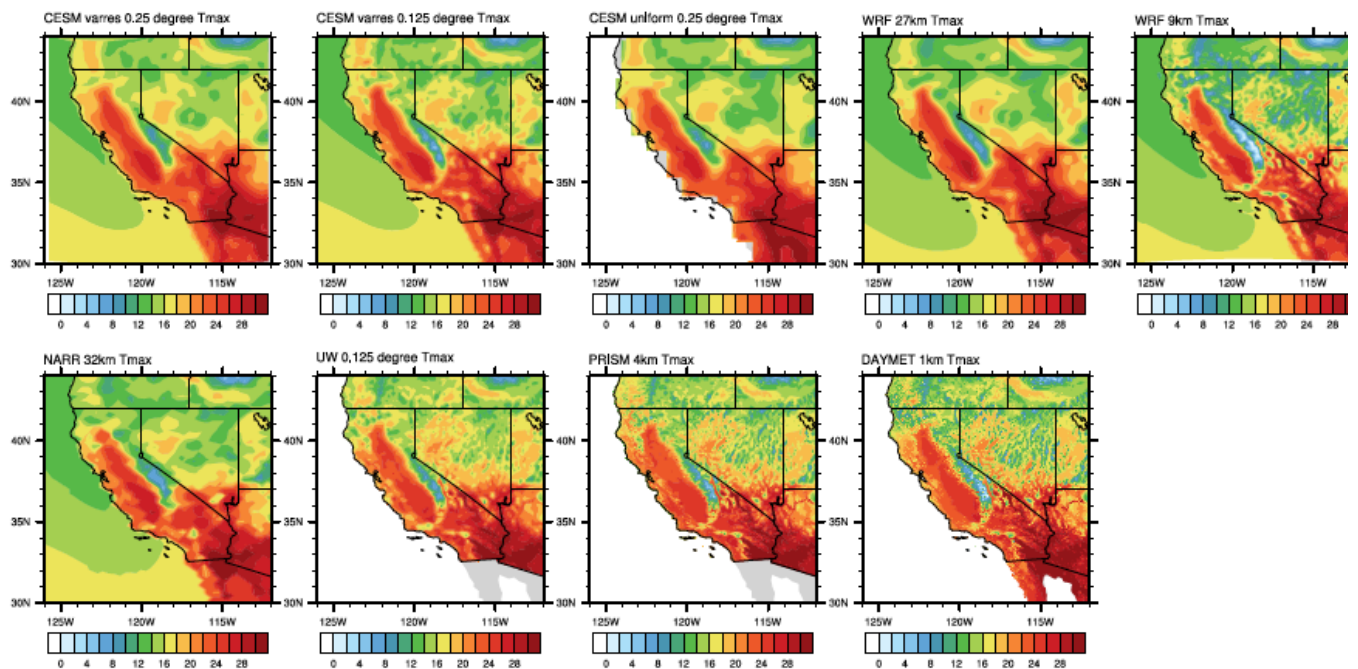 CESM varres 0.25 degree Tmax CESM varres 0.125 degree Tmax CESM uniform 0.25 degree Tmax WRF 27km Tmax WRF 9km Tmax
40N 40N 40N 40N 40N
35N 35N 35N 35N 35N
30N 30N 30N 30N 30N
125W 120W 115W 125W 120W 115W 125W 120W 115W 125W 120W 115W 125W 120W 115W
0 4 8 12 16 20 24 28 0 4 8 12 16 20 24 28 0 4 8 12 16 20 24 28 0 4 8 12 16 20 24 28 0 4 8 12 16 20 24 28
NARR 32km Tmax UW 0.125 degree Tmax PRISM 4km Tmax DAYMET 1km Tmax
40N 40N 40N 40N
35N 35N 35N 35N
30N 30N 30N 30N
125W 120W 115W 125W 120W 115W 125W 120W 115W 125W 120W 115W
0 4 8 12 16 20 24 28 0 4 8 12 16 20 24 28 0 4 8 12 16 20 24 28 0 4 8 12 16 20 24 28